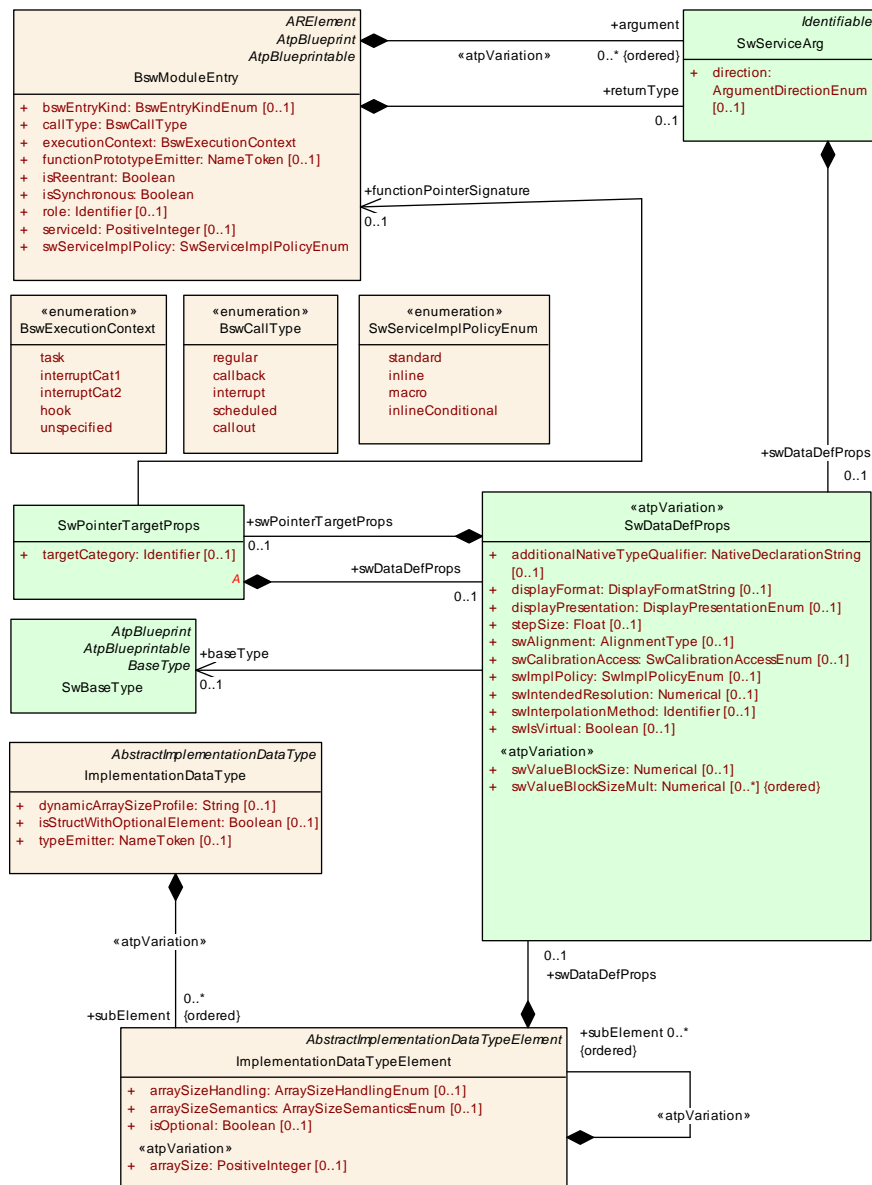 ARElement
AtpBlueprint
AtpBlueprintable
BswModuleEntry
+ bswEntryKind: BswEntryKindEnum [0..1]
+ callType: BswCallType
+ executionContext: BswExecutionContext
+ functionPrototypeEmitter: NameToken [0..1]
+ isReentrant: Boolean
+ isSynchronous: Boolean
+ role: Identifier [0..1]
+ serviceId: PositiveInteger [0..1]
+ swServiceImplPolicy: SwServiceImplPolicyEnum
+argument
«atpVariation»
0..* {ordered}
+returnType
0..1
Identifiable
SwServiceArg
+ direction:
ArgumentDirectionEnum
[0..1]
+functionPointerSignature
0..1
«enumeration»
BswExecutionContext
task
interruptCat1
interruptCat2
hook
unspecified
«enumeration»
BswCallType
regular
callback
interrupt
scheduled
callout
«enumeration»
SwServiceImplPolicyEnum
standard
inline
macro
inlineConditional
+swDataDefProps
0..1
SwPointerTargetProps
+ targetCategory: Identifier [0..1]
A
+swPointerTargetProps
0..1
+swDataDefProps
0..1
«atpVariation»
SwDataDefProps
+ additionalNativeTypeQualifier: NativeDeclarationString
[0..1]
+ displayFormat: DisplayFormatString [0..1]
+ displayPresentation: DisplayPresentationEnum [0..1]
+ stepSize: Float [0..1]
+ swAlignment: AlignmentType [0..1]
+ swCalibrationAccess: SwCalibrationAccessEnum [0..1]
+ swImplPolicy: SwImplPolicyEnum [0..1]
+ swIntendedResolution: Numerical [0..1]
+ swInterpolationMethod: Identifier [0..1]
+ swIsVirtual: Boolean [0..1]
«atpVariation»
+ swValueBlockSize: Numerical [0..1]
+ swValueBlockSizeMult: Numerical [0..*] {ordered}
AtpBlueprint
AtpBlueprintable
BaseType
SwBaseType
+baseType
0..1
AbstractImplementationDataType
ImplementationDataType
+ dynamicArraySizeProfile: String [0..1]
+ isStructWithOptionalElement: Boolean [0..1]
+ typeEmitter: NameToken [0..1]
«atpVariation»
0..*
+subElement {ordered}
0..1
+swDataDefProps
AbstractImplementationDataTypeElement
ImplementationDataTypeElement
+ arraySizeHandling: ArraySizeHandlingEnum [0..1]
+ arraySizeSemantics: ArraySizeSemanticsEnum [0..1]
+ isOptional: Boolean [0..1]
«atpVariation»
+ arraySize: PositiveInteger [0..1]
+subElement 0..*
{ordered}
«atpVariation»